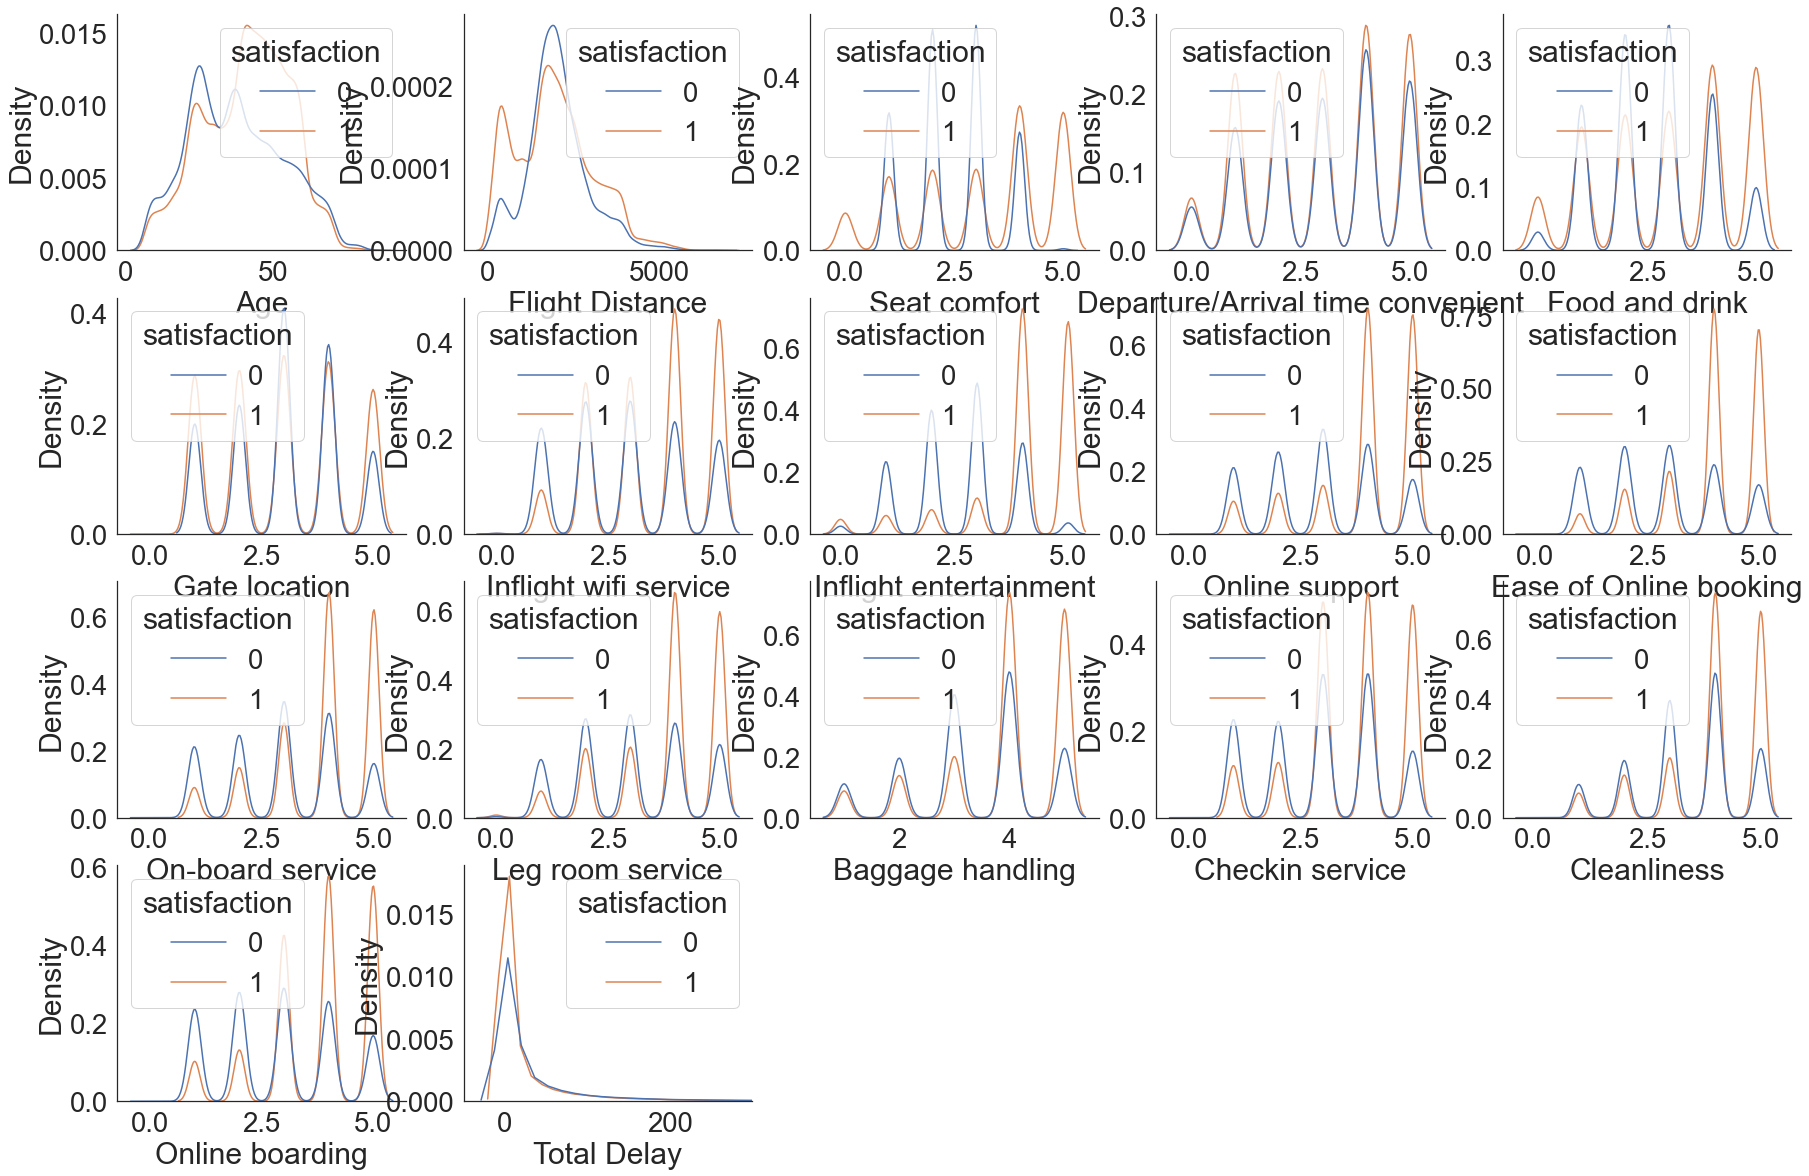 Density
0.015
0.010
0.005
0.000
0
50
Age
satisfaction
0
1
Density
0.0002
0.0001
0.0000
0
5000
Flight Distance
satisfaction
0
1
Density
0.4
0.2
0.0
0.0
2.5
5.0
Seat comfort
satisfaction
0
1
Density
0.3
0.2
0.1
0.0
0.0
2.5
5.0
Departure/Arrival time convenient
satisfaction
0
1
Density
0.3
0.2
0.1
0.0
0.0
2.5
5.0
Food and drink
satisfaction
0
1
Density
0.4
0.2
0.0
0.0
2.5
5.0
Gate location
satisfaction
0
1
Density
0.4
0.2
0.0
0.0
2.5
5.0
Inflight wifi service
satisfaction
0
1
Density
0.6
0.4
0.2
0.0
0.0
2.5
5.0
Inflight entertainment
satisfaction
0
1
Density
0.6
0.4
0.2
0.0
0.0
2.5
5.0
Online support
satisfaction
0
1
Density
0.75
0.50
0.25
0.00
0.0
2.5
5.0
Ease of Online booking
satisfaction
0
1
Density
0.6
0.4
0.2
0.0
0.0
2.5
5.0
On-board service
satisfaction
0
1
Density
0.6
0.4
0.2
0.0
0.0
2.5
5.0
Leg room service
satisfaction
0
1
Density
0.6
0.4
0.2
0.0
2
4
Baggage handling
satisfaction
0
1
Density
0.4
0.2
0.0
0.0
2.5
5.0
Checkin service
satisfaction
0
1
Density
0.6
0.4
0.2
0.0
0.0
2.5
5.0
Cleanliness
satisfaction
0
1
Density
0.6
0.4
0.2
0.0
0.0
2.5
5.0
Online boarding
satisfaction
0
1
Density
0.015
0.010
0.005
0.000
0
200
Total Delay
satisfaction
0
1